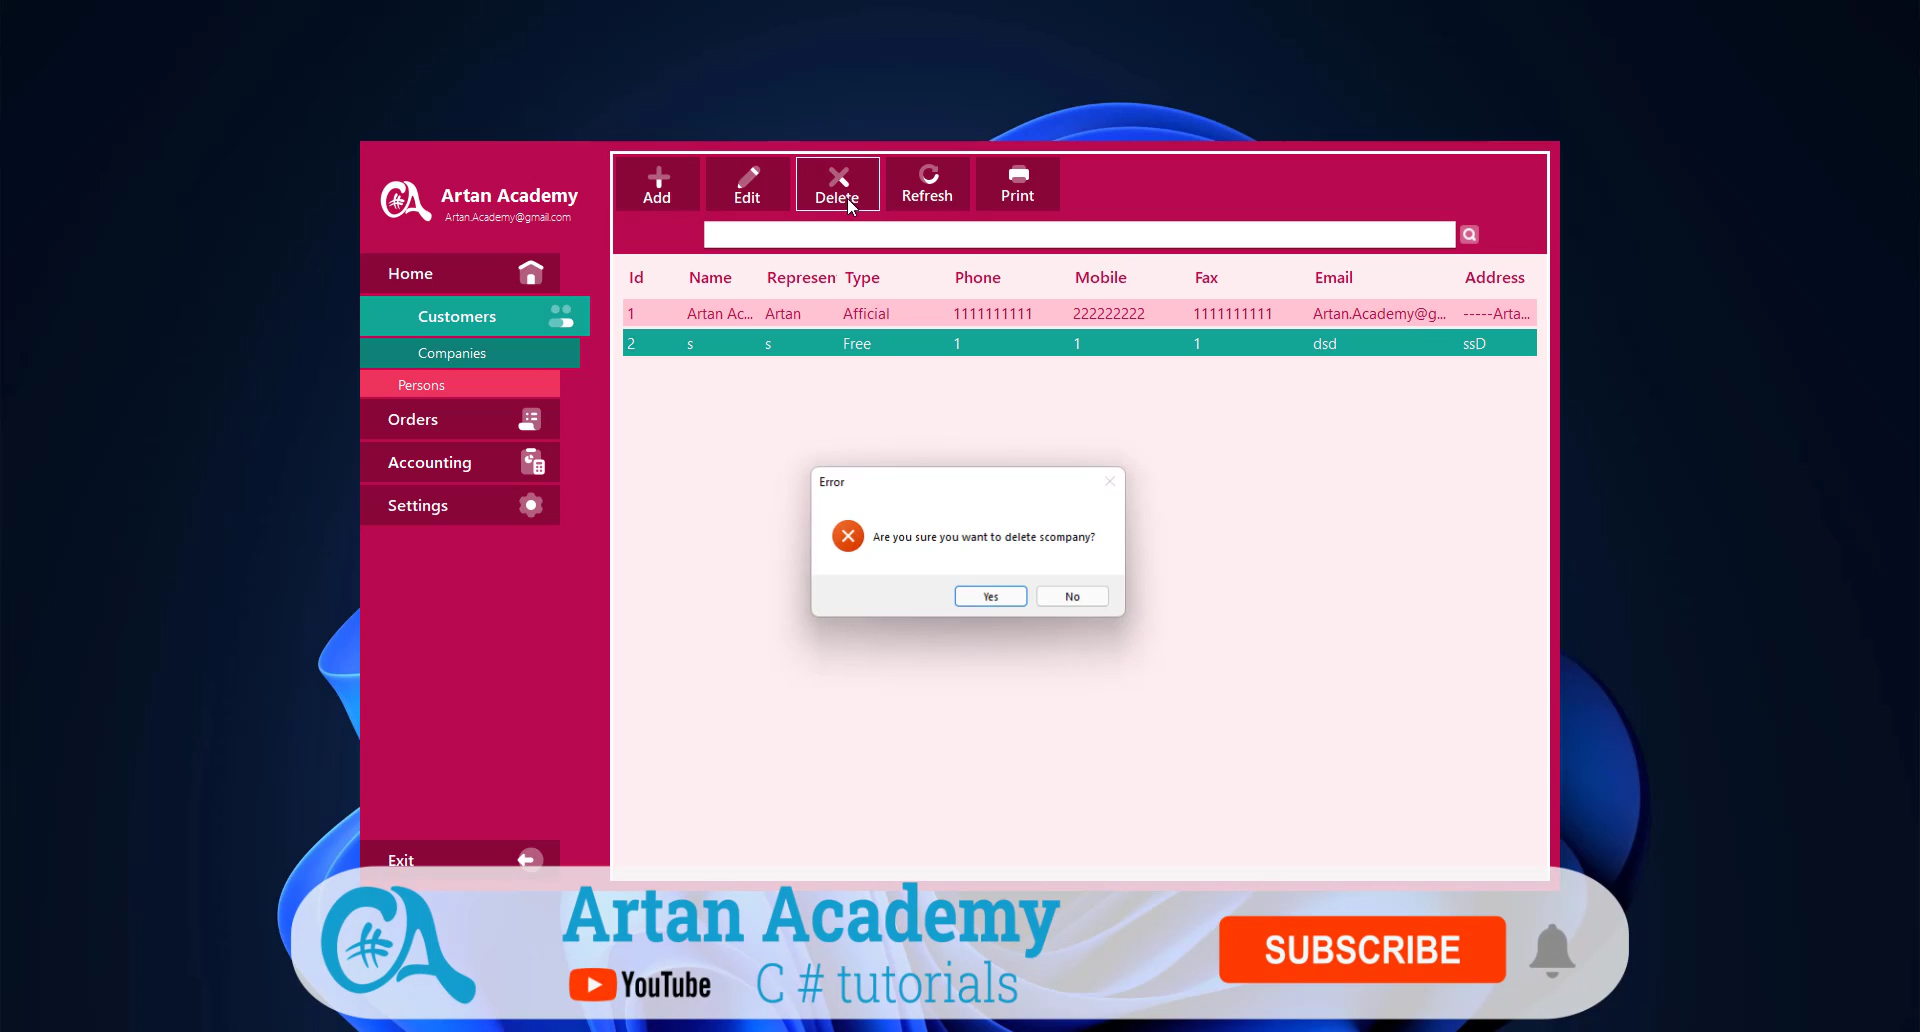 Artan Academy
Artan.Academy@gmail.com
Home
Customers
Companies
Persons
Orders
Accounting
Settings
Exit
Add Edit Delete Refresh Print
Id Name Represen Type Phone Mobile Fax Email Address
1 Artan Ac... Artan Afficial 1111111111 222222222 1111111111 Artan.Academy@g... -----Arta...
2 s s Free 1 1 1 dsd ssD
Error
Are you sure you want to delete scompany?
Yes No
Artan Academy
YouTube C # tutorials
SUBSCRIBE